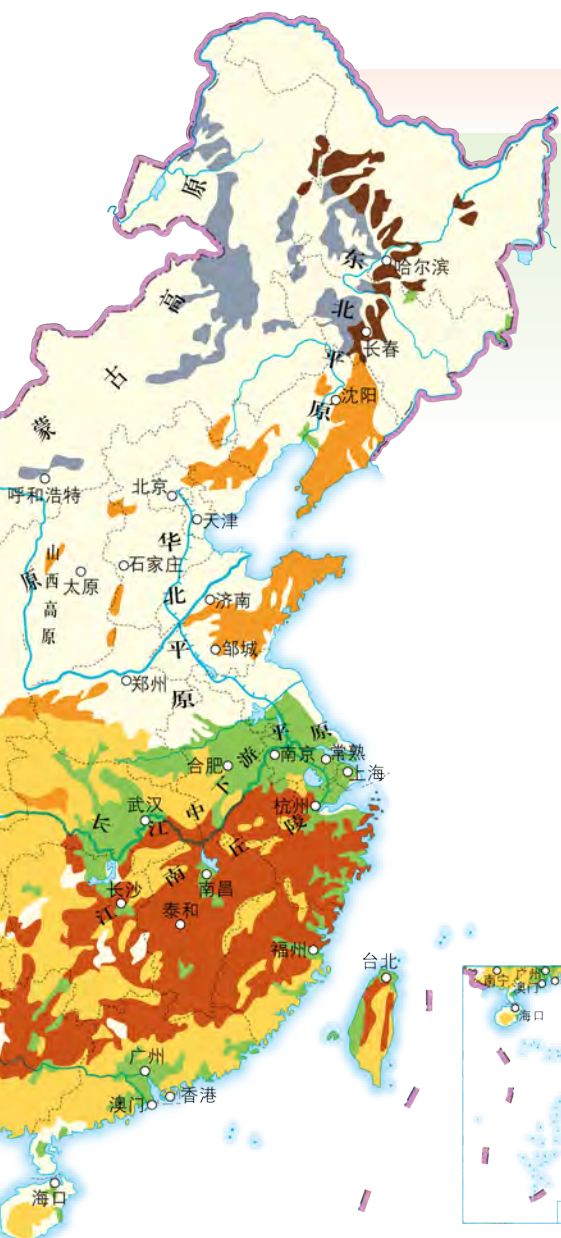 蒙古高原
东北平原
哈尔滨
长春
沈阳
呼和浩特
北京
天津
华北平原
石家庄
太原
山西高原
原
济南
邹城
郑州
长江中下游平原
合肥
南京
常熟
上海
武汉
杭州
江南丘陵
长沙
南昌
泰和
福州
台北
广州
香港
澳门
海口
南宁
广州
澳门
海口